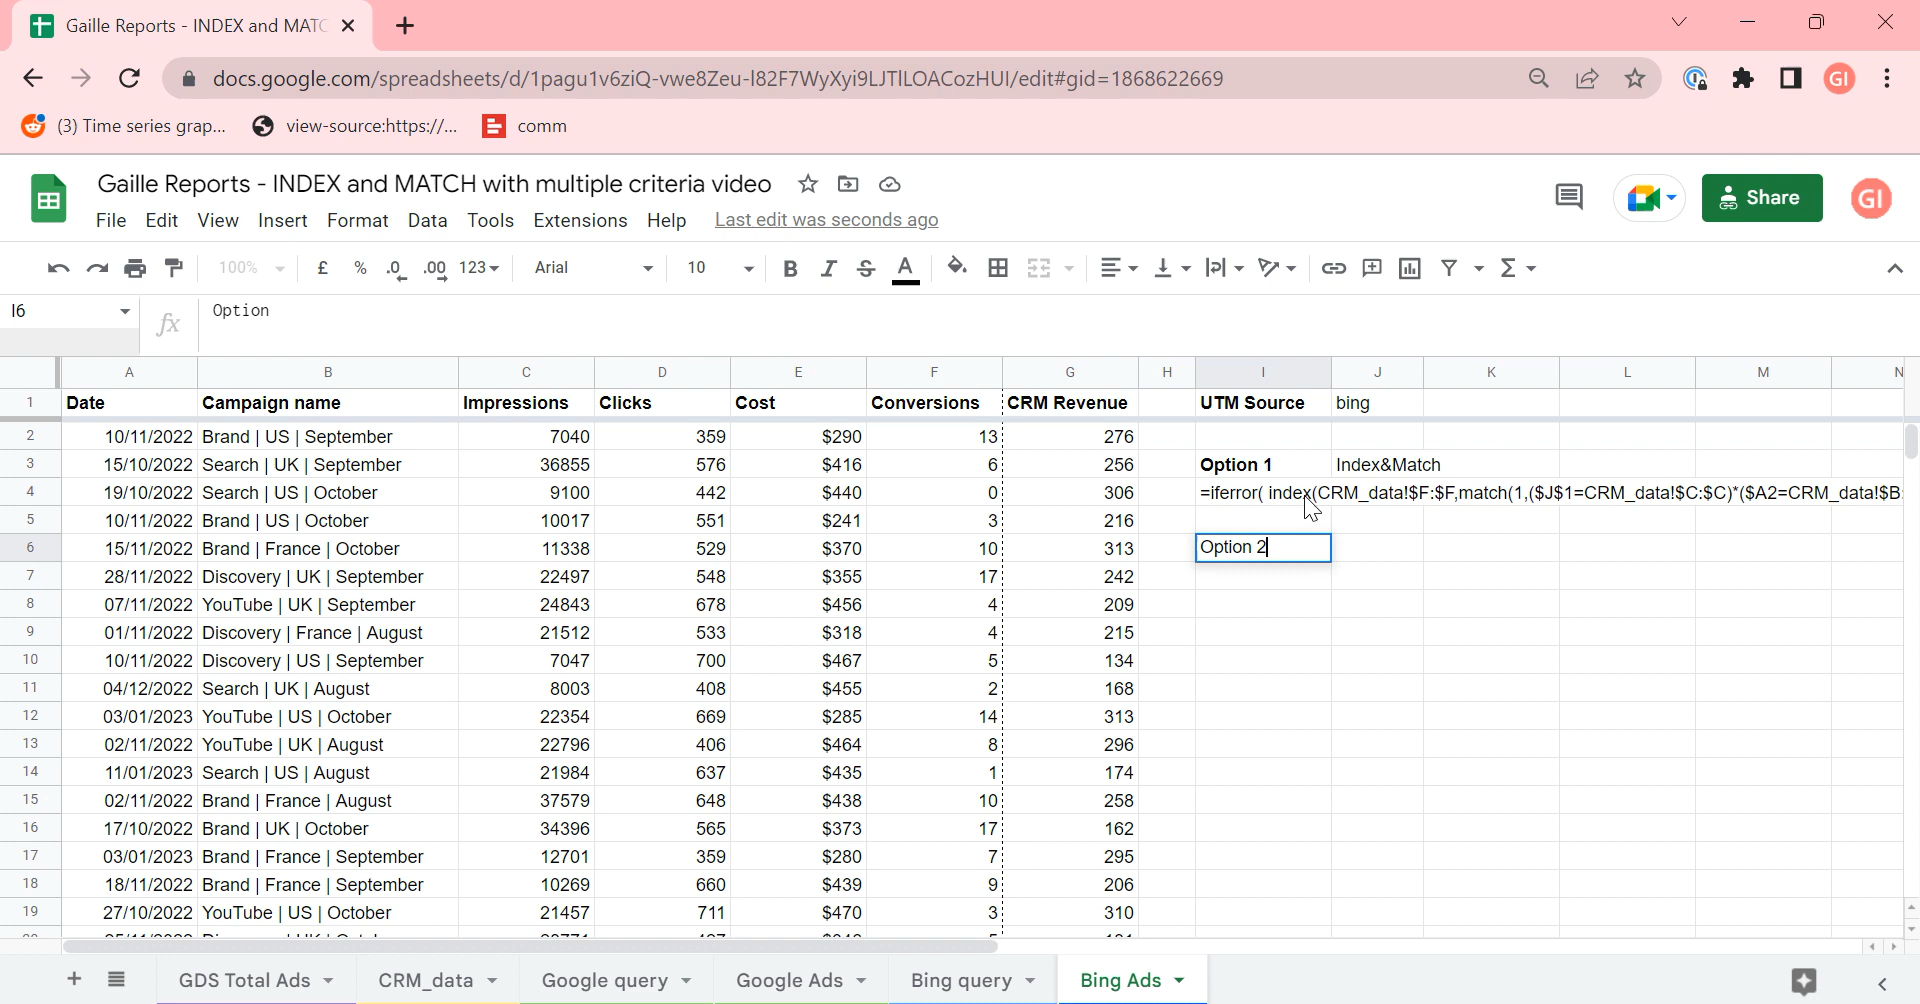 Gaille Reports - INDEX and MATC
docs.google.com/spreadsheets/d/1pagu1v6ziQ-vwe8Zeu-l82F7WyXyi9LJTlLOACozHUI/edit#gid=1868622669
GI
(3) Time series grap... view-source:https://... comm
Gaille Reports - INDEX and MATCH with multiple criteria video
Share
GI
File Edit View Insert Format Data Tools Extensions Help Last edit was seconds ago
100% £ % .0 .00 123 Arial 10 B I S A
I6 fx Option
A B C D E F G H I J K L M N
1 Date Campaign name Impressions Clicks Cost Conversions CRM Revenue UTM Source bing
2 10/11/2022 Brand | US | September 7040 359 $290 13 276
3 15/10/2022 Search | UK | September 36855 576 $416 6 256 Option 1 Index&Match
4 19/10/2022 Search | US | October 9100 442 $440 0 306 =iferror( index(CRM_data!$F:$F,match(1,($J$1=CRM_data!$C:$C)*($A2=CRM_data!$B:
5 10/11/2022 Brand | US | October 10017 551 $241 3 216
6 15/11/2022 Brand | France | October 11338 529 $370 10 313 Option 2
7 28/11/2022 Discovery | UK | September 22497 548 $355 17 242
8 07/11/2022 YouTube | UK | September 24843 678 $456 4 209
9 01/11/2022 Discovery | France | August 21512 533 $318 4 215
10 10/11/2022 Discovery | US | September 7047 700 $467 5 134
11 04/12/2022 Search | UK | August 8003 408 $455 2 168
12 03/01/2023 YouTube | US | October 22354 669 $285 14 313
13 02/11/2022 YouTube | UK | August 22796 406 $464 8 296
14 11/01/2023 Search | US | August 21984 637 $435 1 174
15 02/11/2022 Brand | France | August 37579 648 $438 10 258
16 17/10/2022 Brand | UK | October 34396 565 $373 17 162
17 03/01/2023 Brand | France | September 12701 359 $280 7 295
18 18/11/2022 Brand | France | September 10269 660 $439 9 206
19 27/10/2022 YouTube | US | October 21457 711 $470 3 310
GDS Total Ads CRM_data Google query Google Ads Bing query Bing Ads